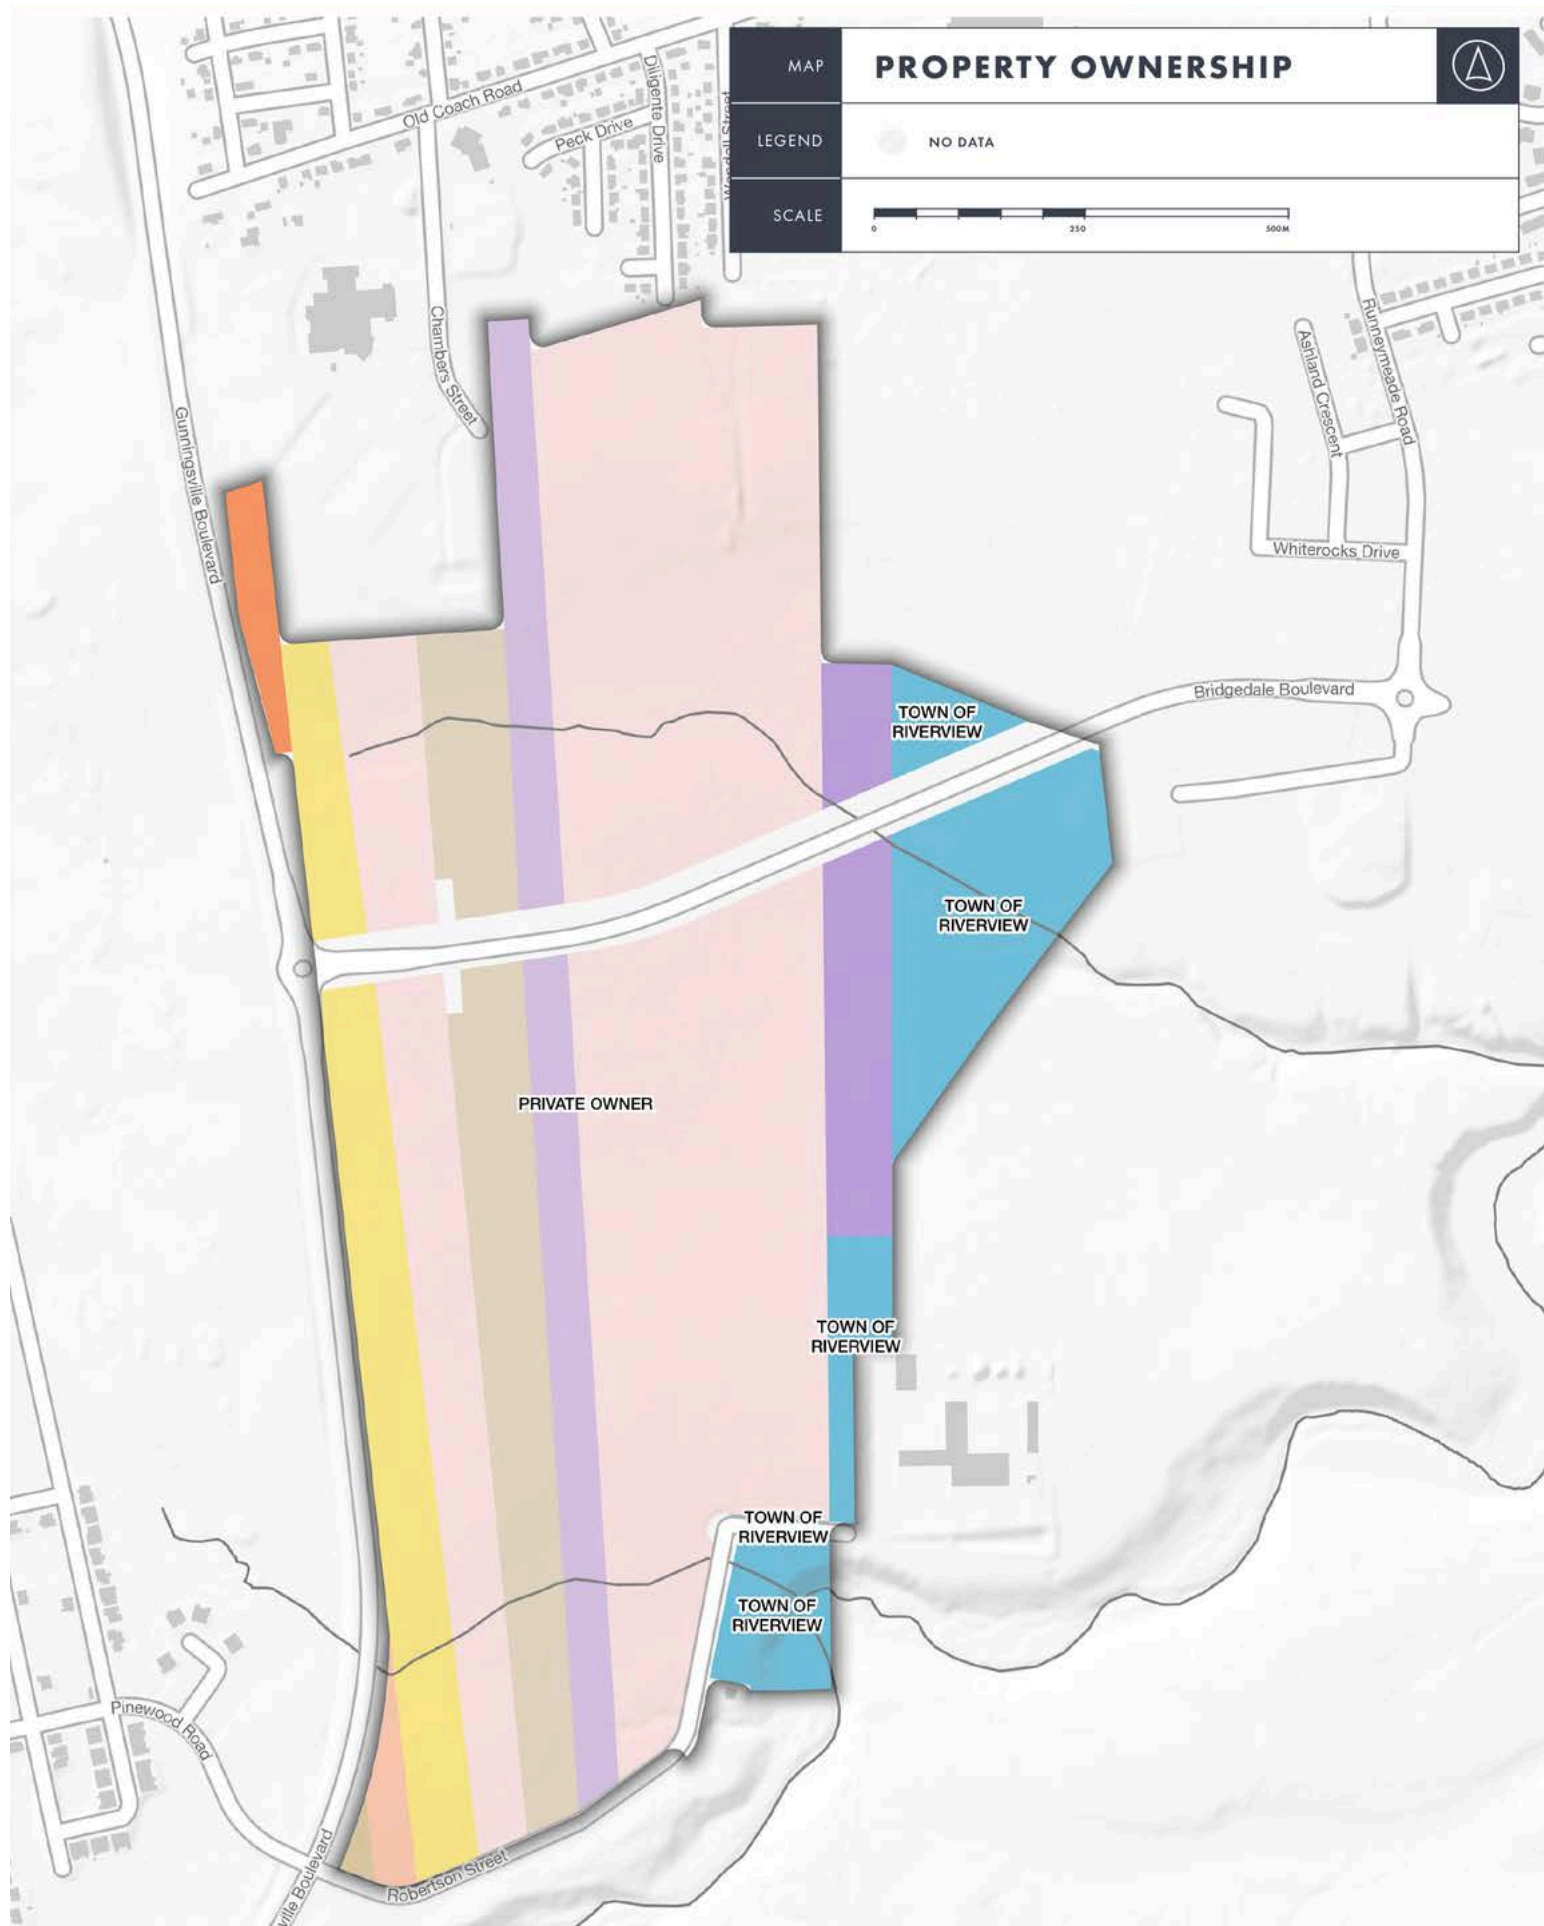 MAP
PROPERTY OWNERSHIP
LEGEND
NO DATA
SCALE
0
250
500M
Old Coach Road
Peck Drive
Diligente Drive
Chambers Street
Gunningsville Boulevard
Runneymeade Road
Ashland Crescent
Whiterocks Drive
Bridgedale Boulevard
TOWN OF
RIVERVIEW
TOWN OF
RIVERVIEW
PRIVATE OWNER
TOWN OF
RIVERVIEW
TOWN OF
RIVERVIEW
TOWN OF
RIVERVIEW
Pinewood Road
Robertson Street
ville Boulevard